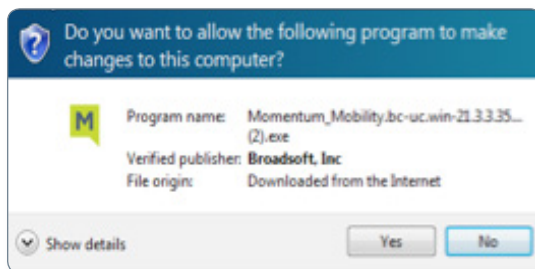 Do you want to allow the following program to make
changes to this computer?
M
Program name: Momentum_Mobility.bc-uc.win-21.3.3.35...
(2).exe
Verified publisher: Broadsoft, Inc
File origin: Downloaded from the Internet
Show details
Yes
No